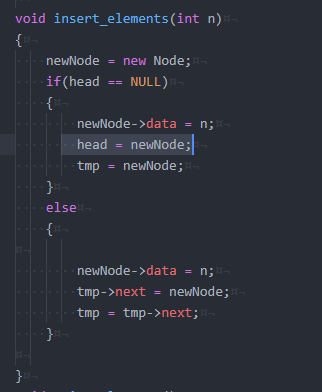 void insert_elements(int n)
{
    newNode = new Node;
    if(head == NULL)
    {
        newNode->data = n;
        head = newNode;
        tmp = newNode;
    }
    else
    {

        newNode->data = n;
        tmp->next = newNode;
        tmp = tmp->next;
    }

}